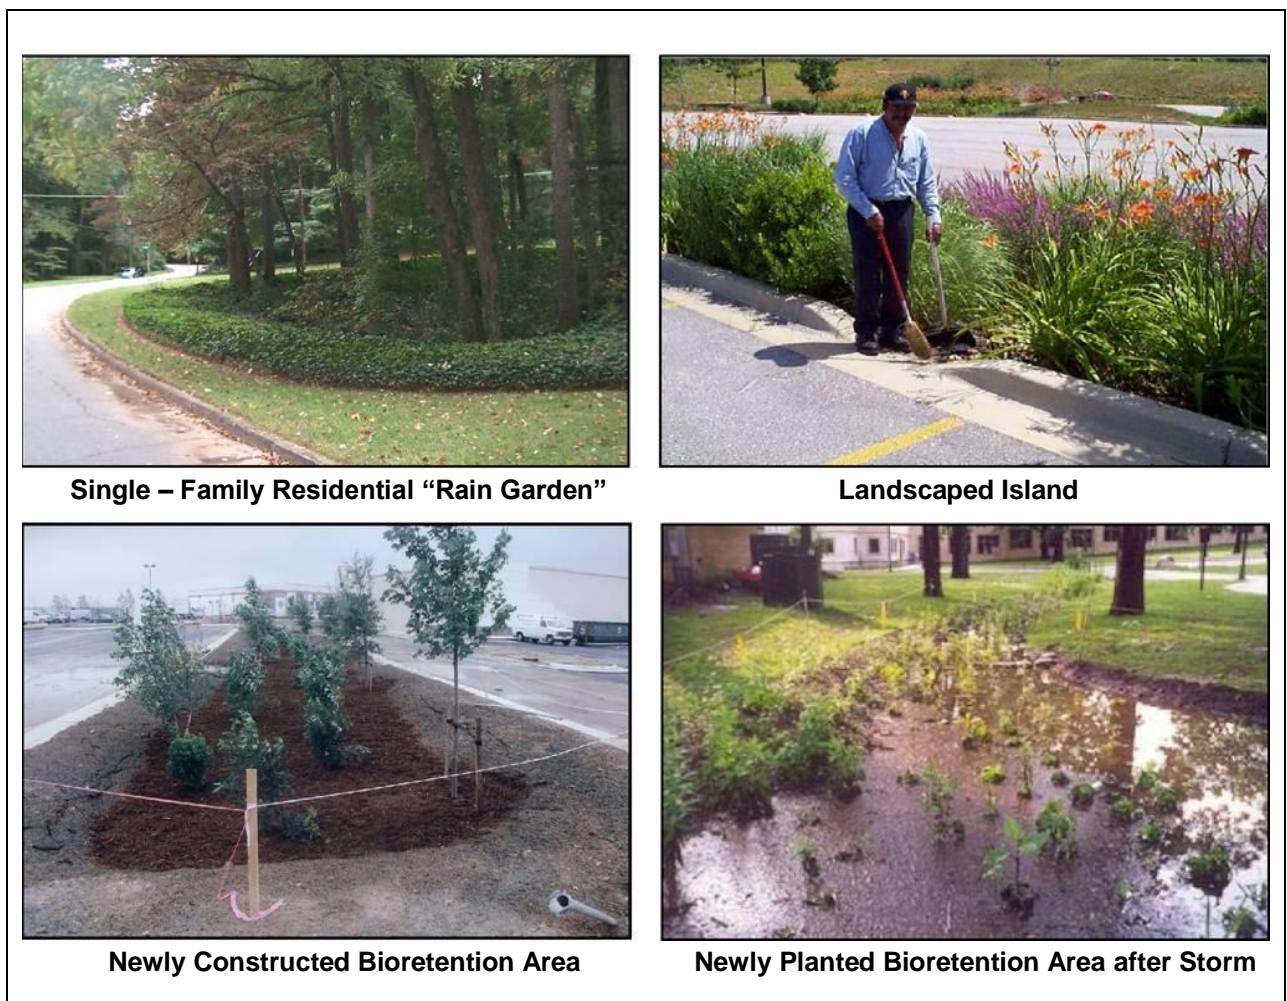 Single – Family Residential “Rain Garden”
Landscaped Island
Newly Constructed Bioretention Area
Newly Planted Bioretention Area after Storm